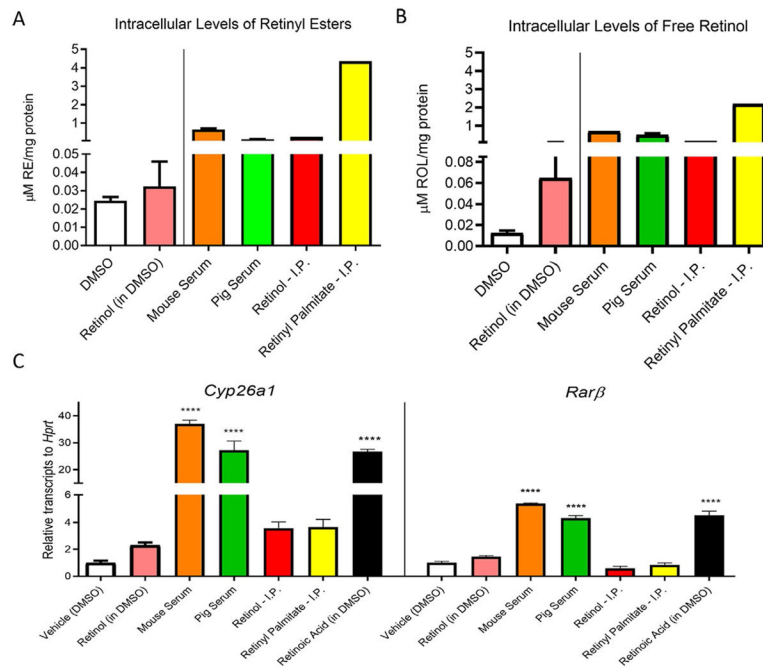 A
Intracellular Levels of Retinyl Esters
µM RE/mg protein
5
4
3
2
1
0.05
0.04
0.03
0.02
0.01
0.00
DMSO
Retinol (in DMSO)
Mouse Serum
Pig Serum
Retinol - I.P.
Retinyl Palmitate - I.P.
B
Intracellular Levels of Free Retinol
µM ROL/mg protein
5
4
3
2
1
0.08
0.06
0.04
0.02
0.00
DMSO
Retinol (in DMSO)
Mouse Serum
Pig Serum
Retinol - I.P.
Retinyl Palmitate - I.P.
C
Cyp26a1
Rarβ
Relative transcripts to Hprt
40
30
20
10
6
4
2
0
****
****
****
****
****
****
Vehicle (DMSO)
Retinol (in DMSO)
Mouse Serum
Pig Serum
Retinol - I.P.
Retinyl Palmitate - I.P.
Retinoic Acid (in DMSO)
Vehicle (DMSO)
Retinol (in DMSO)
Mouse Serum
Pig Serum
Retinol - I.P.
Retinyl Palmitate - I.P.
Retinoic Acid (in DMSO)